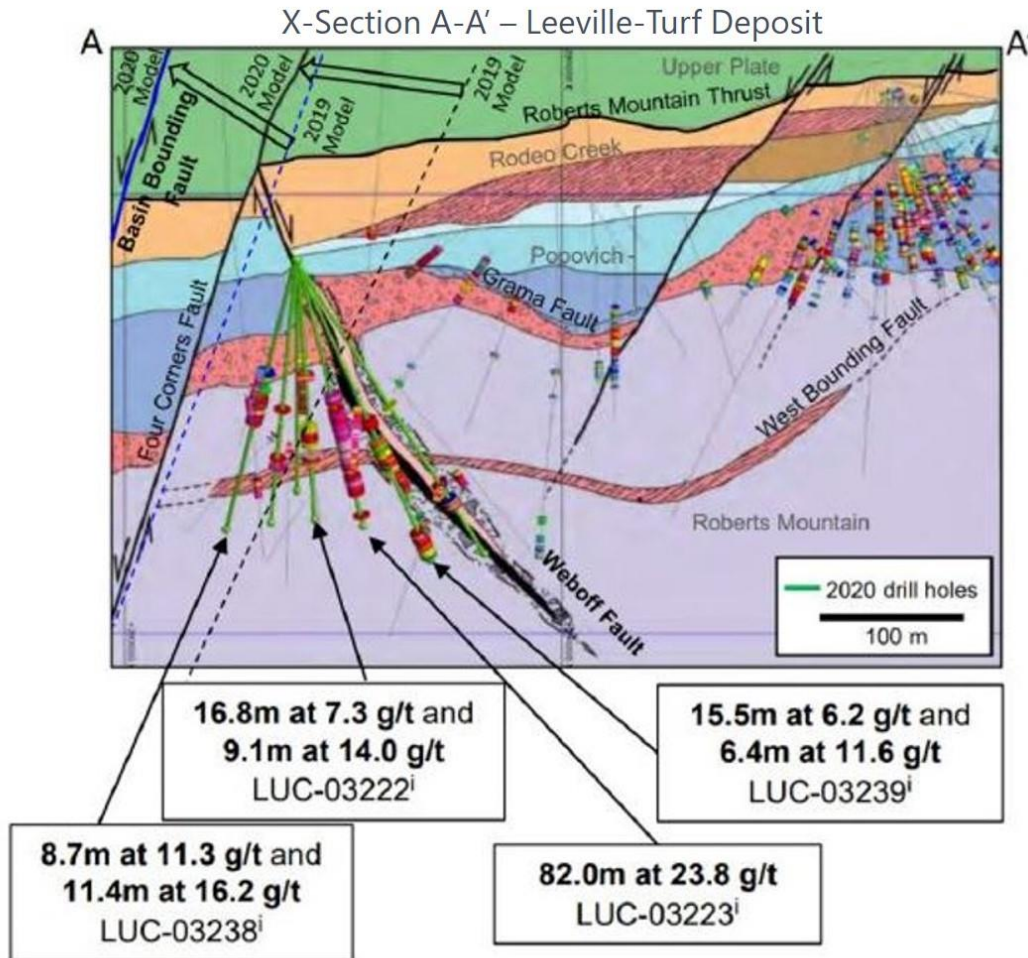 X-Section A-A’ – Leeville-Turf Deposit
A
A'
2020
Model
2020
Model
2019
Model
2019
Model
Upper Plate
Roberts Mountain Thrust
Basin Bounding
Fault
Rodeo Creek
Popovich
Grama Fault
Four Corners Fault
West Bounding Fault
Roberts Mountain
Weboff Fault
2020 drill holes
100 m
16.8m at 7.3 g/t and
9.1m at 14.0 g/t
LUC-03222ⁱ
15.5m at 6.2 g/t and
6.4m at 11.6 g/t
LUC-03239ⁱ
8.7m at 11.3 g/t and
11.4m at 16.2 g/t
LUC-03238ⁱ
82.0m at 23.8 g/t
LUC-03223ⁱ